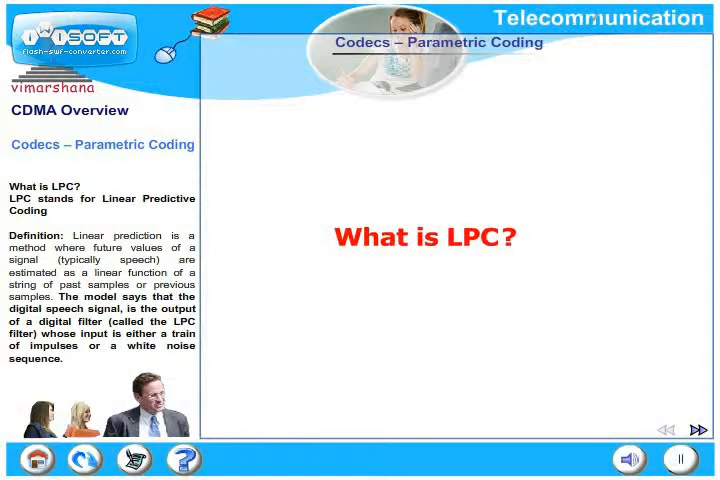 Telecommunication
iWiSOFT
flash-swf-converter.com
Codecs – Parametric Coding
vimarshana
CDMA Overview
Codecs – Parametric Coding
What is LPC?
LPC stands for Linear Predictive
Coding
Definition: Linear prediction is a
method where future values of a
signal (typically speech) are
estimated as a linear function of a
string of past samples or previous
samples. The model says that the
digital speech signal, is the output
of a digital filter (called the LPC
filter) whose input is either a train
of impulses or a white noise
sequence.
What is LPC?